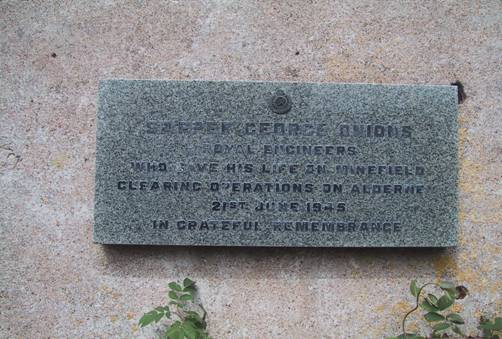 SAPPER GEORGE ONIONS
ROYAL ENGINEERS
WHO GAVE HIS LIFE ON MINEFIELD
CLEARING OPERATIONS ON ALDERNEY
21ST JUNE 1945
IN GRATEFUL REMEMBRANCE